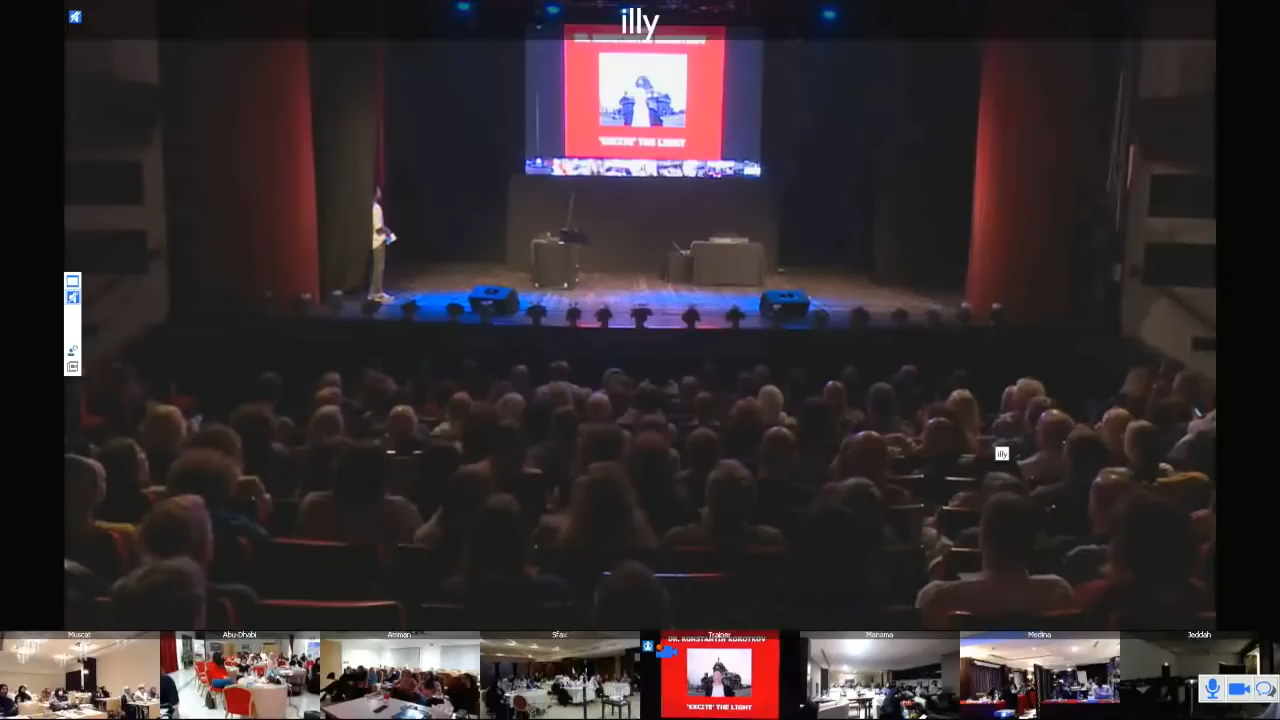 illy
'EXCITE' THE LIGHT
illy
Muscat
Abu-Dhabi
Amman
Sfax
Trainer
Manama
Medina
Jeddah
DR. KONSTANTIN KOROTKOV
'EXCITE' THE LIGHT